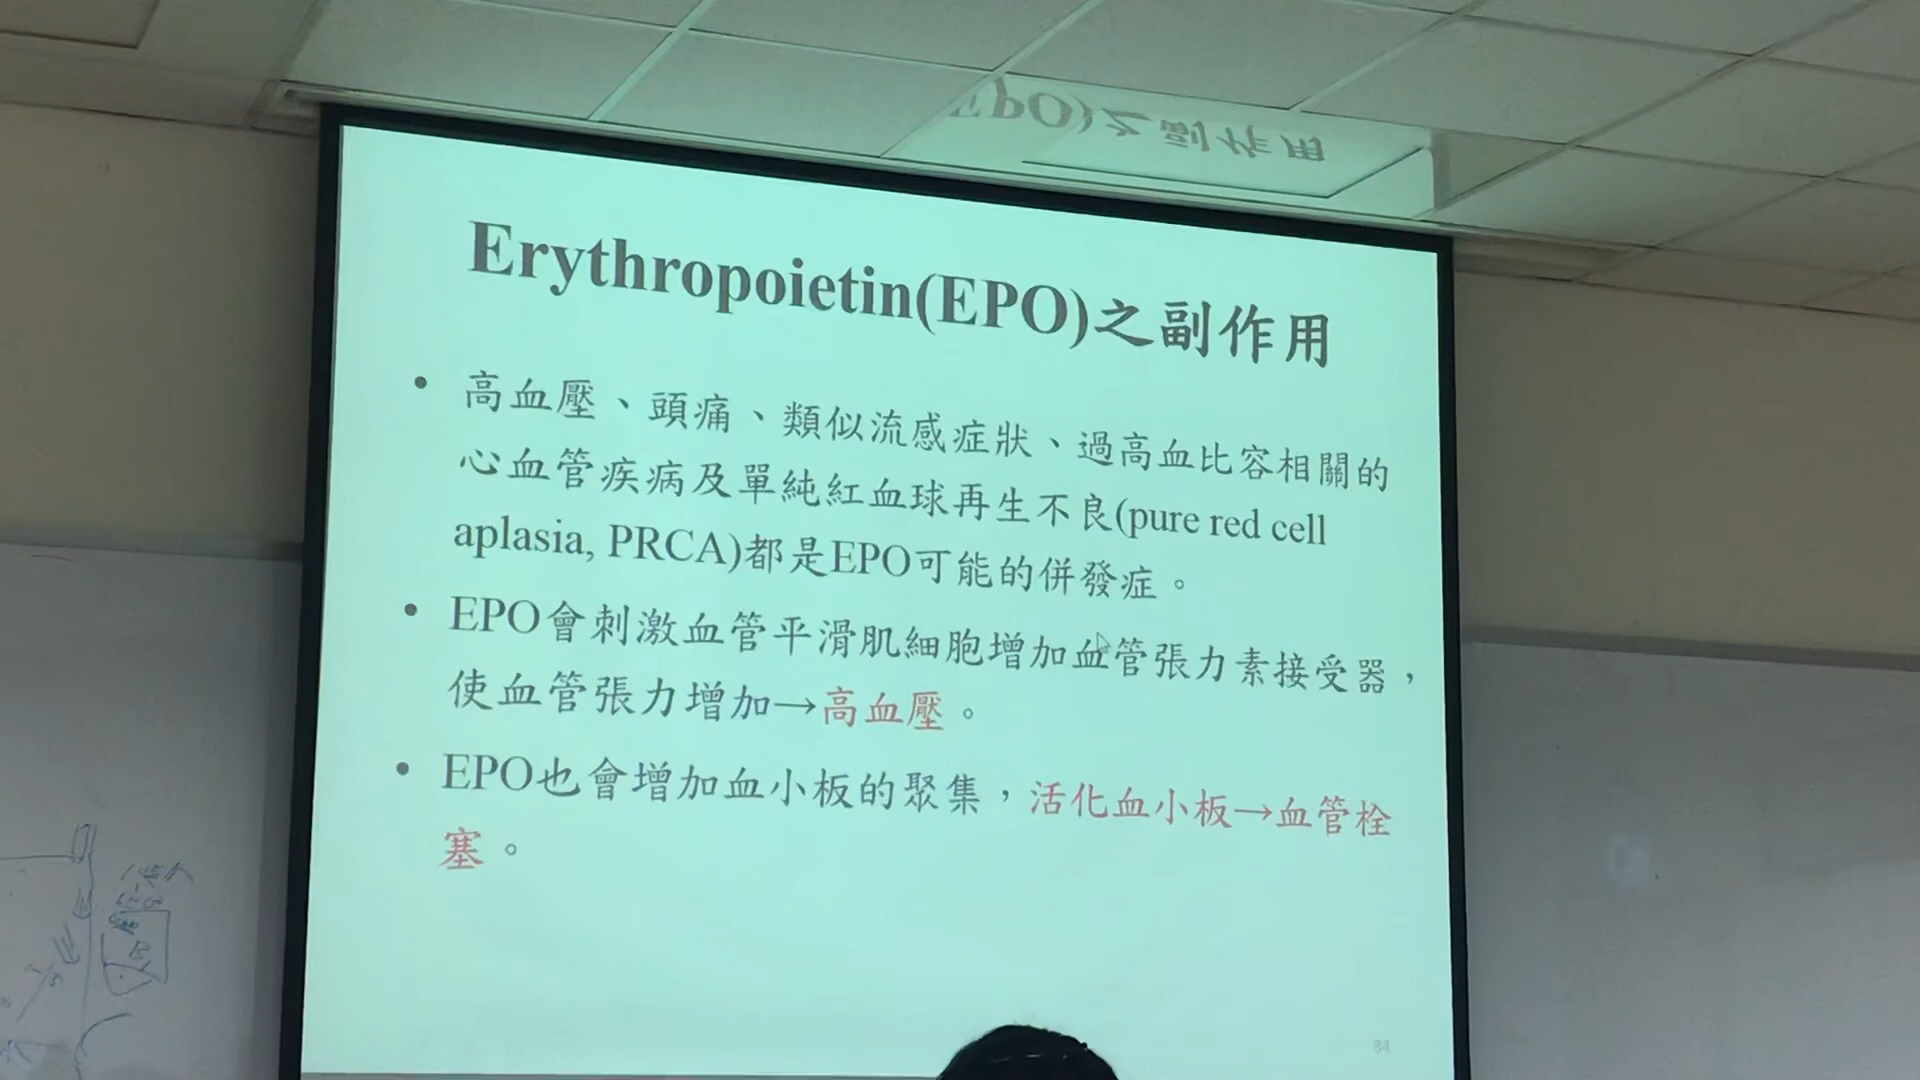 Erythropoietin(EPO)之副作用
• 高血壓、頭痛、類似流感症狀、過高血比容相關的
心血管疾病及單純紅血球再生不良(pure red cell
aplasia, PRCA)都是EPO可能的併發症。
• EPO會刺激血管平滑肌細胞增加血管張力素接受器，
使血管張力增加→高血壓。
• EPO也會增加血小板的聚集，活化血小板→血管栓
塞。
84